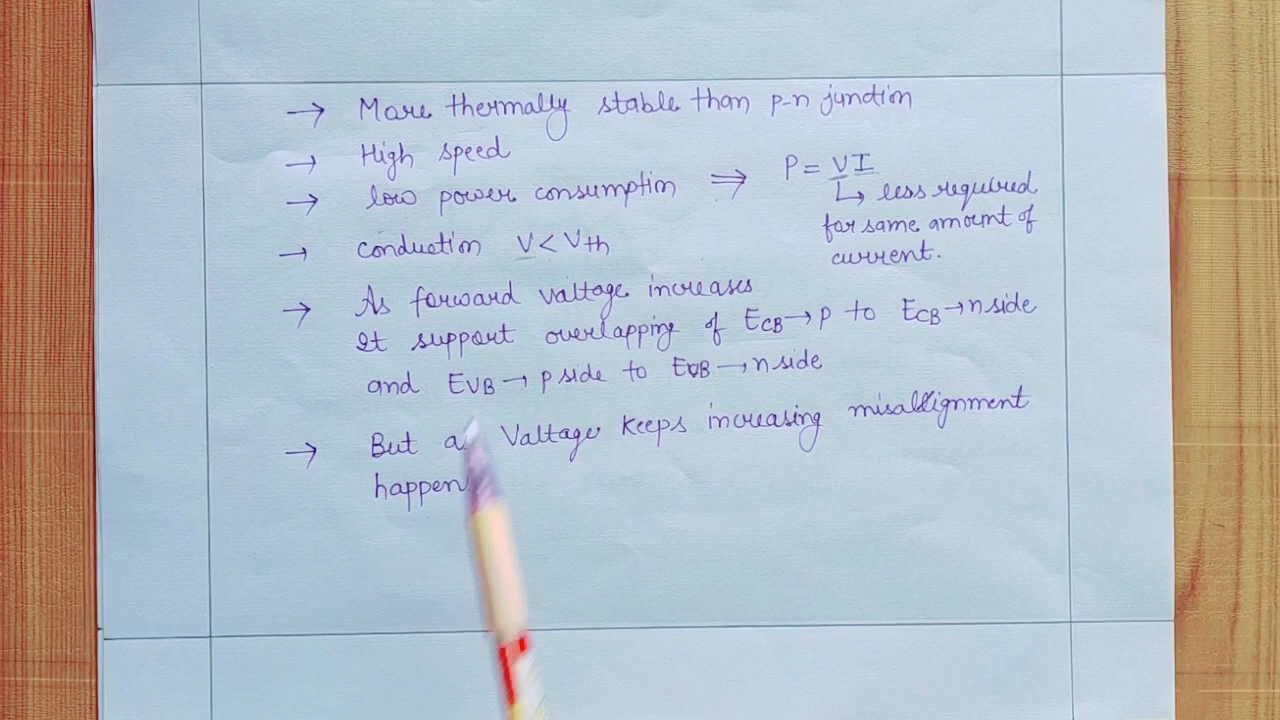 → More thermally stable than p-n junction
→ High speed
→ low power consumption ⇒ P = VI
↳ less required
for same amount of
current.
→ conduction V < Vth
→ As forward voltage increases
It support overlapping of ECB → p to ECB → n side
and EVB → p side to EVB → n side
→ But as Voltage keeps increasing misallignment
happen